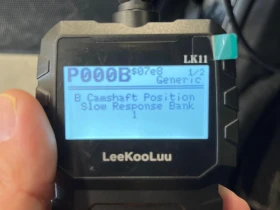 LK11
P000B $07e8 1/2
Generic
B Camshaft Position
Slow Response Bank
1
LeeKooLuu